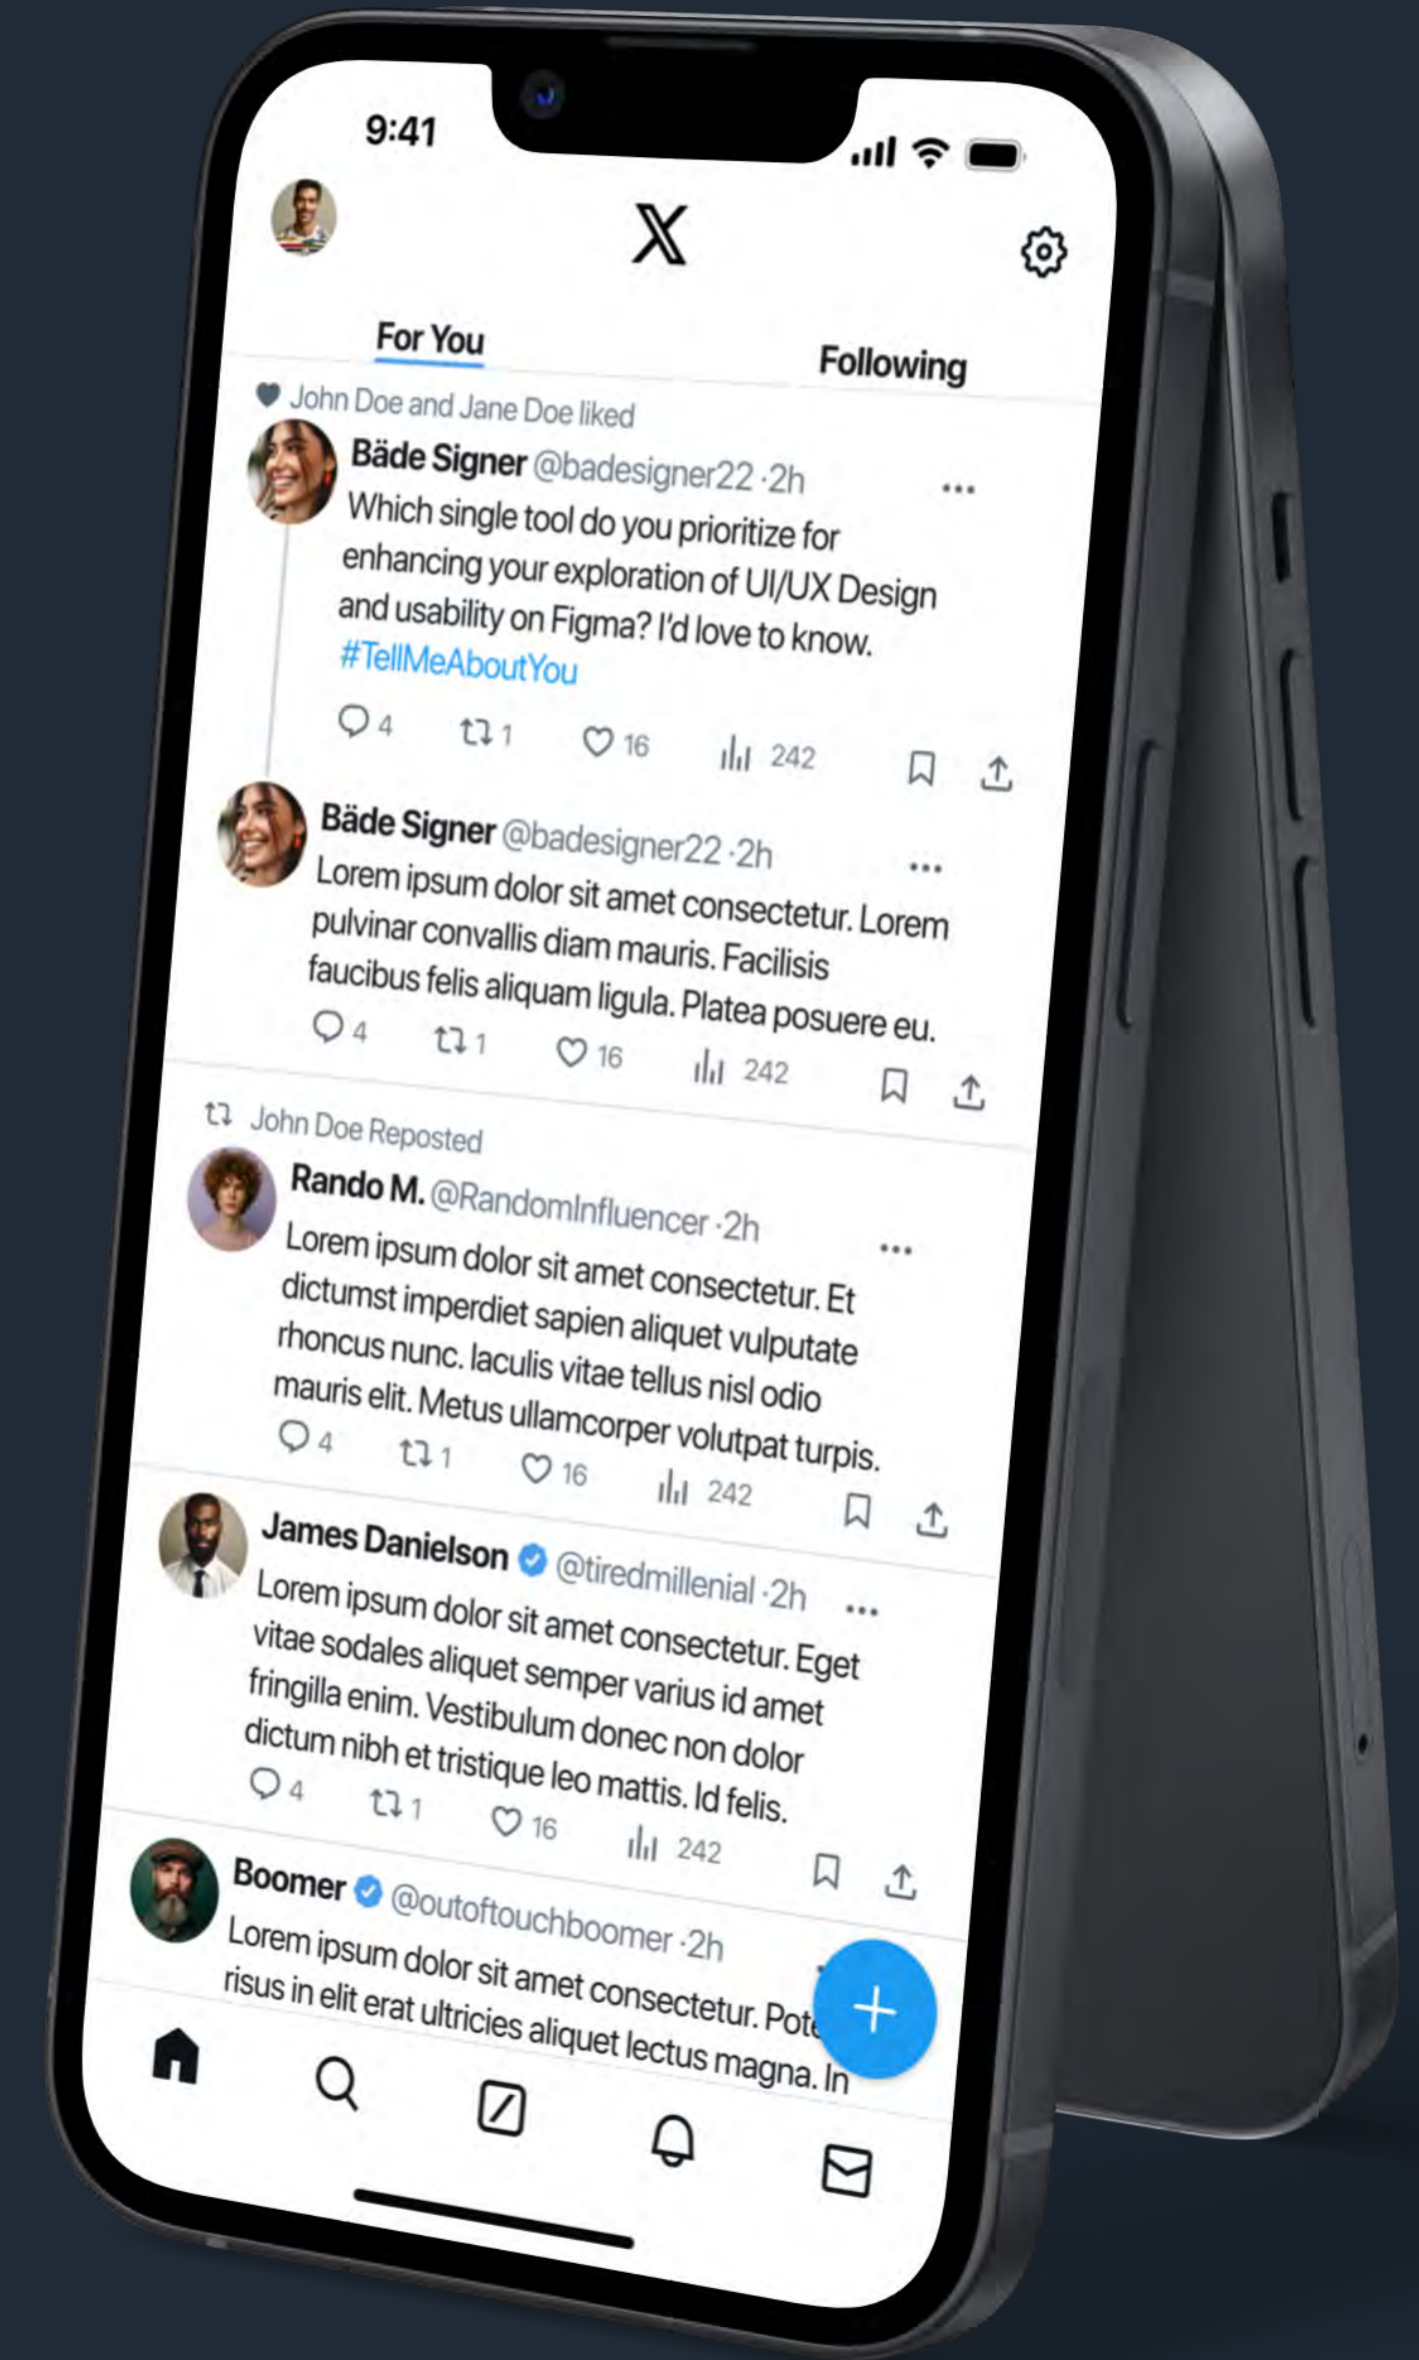 9:41
For You
Following
John Doe and Jane Doe liked
Bäde Signer @badesigner22 ·2h
Which single tool do you prioritize for
enhancing your exploration of UI/UX Design
and usability on Figma? I'd love to know.
#TellMeAboutYou
4 1 16 242
Bäde Signer @badesigner22 ·2h
Lorem ipsum dolor sit amet consectetur. Lorem
pulvinar convallis diam mauris. Facilisis
faucibus felis aliquam ligula. Platea posuere eu.
4 1 16 242
John Doe Reposted
Rando M. @RandomInfluencer ·2h
Lorem ipsum dolor sit amet consectetur. Et
dictumst imperdiet sapien aliquet vulputate
rhoncus nunc. Iaculis vitae tellus nisl odio
mauris elit. Metus ullamcorper volutpat turpis.
4 1 16 242
James Danielson @tiredmillenial ·2h
Lorem ipsum dolor sit amet consectetur. Eget
vitae sodales aliquet semper varius id amet
fringilla enim. Vestibulum donec non dolor
dictum nibh et tristique leo mattis. Id felis.
4 1 16 242
Boomer @outoftouchboomer ·2h
Lorem ipsum dolor sit amet consectetur.
risus in elit erat ultricies aliquet lectus magna. In